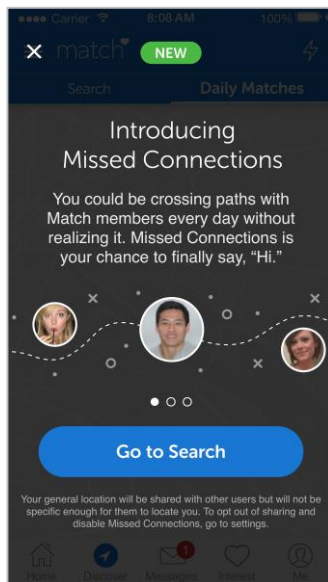 Carrier 8:08 AM 100%
match NEW
Search Daily Matches
Introducing
Missed Connections
You could be crossing paths with
Match members every day without
realizing it. Missed Connections is
your chance to finally say, “Hi.”
Go to Search
Your general location will be shared with other users but will not be
specific enough for them to locate you. To opt out of sharing and
disable Missed Connections, go to settings.
1
Home Discover Messages Interest Me